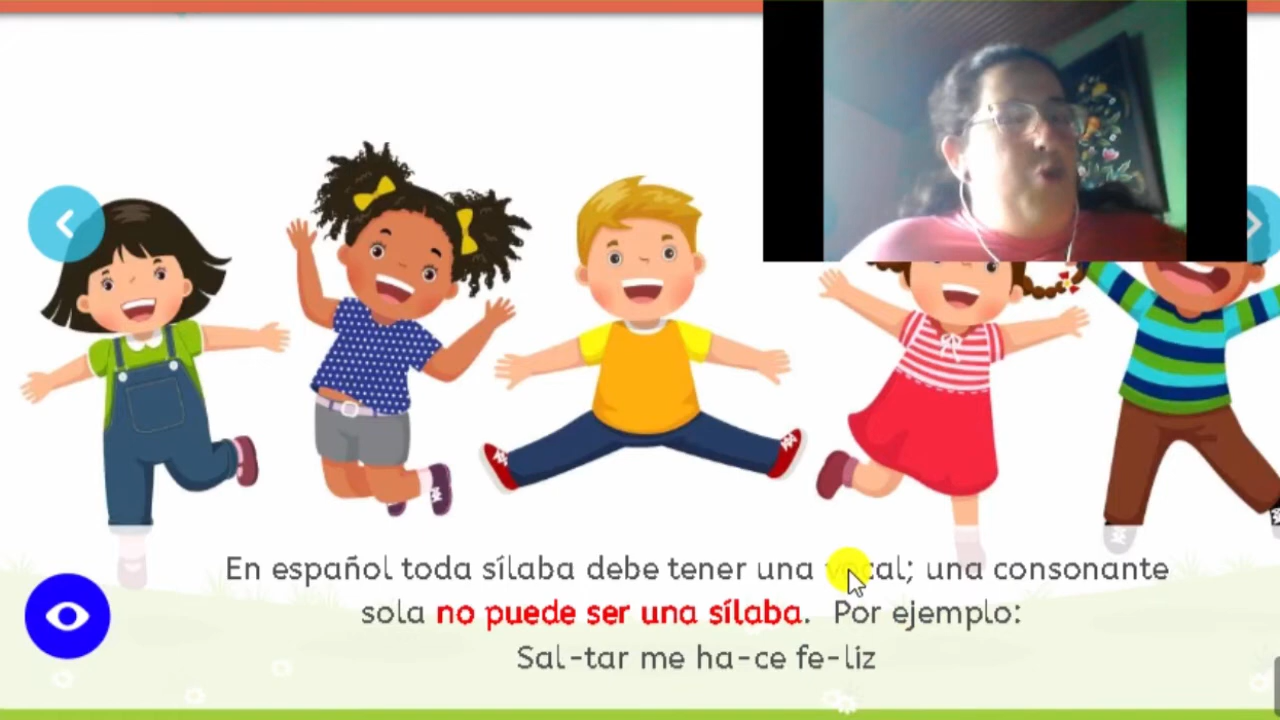 En español toda sílaba debe tener una vocal; una consonante
sola no puede ser una sílaba. Por ejemplo:
Sal-tar me ha-ce fe-liz